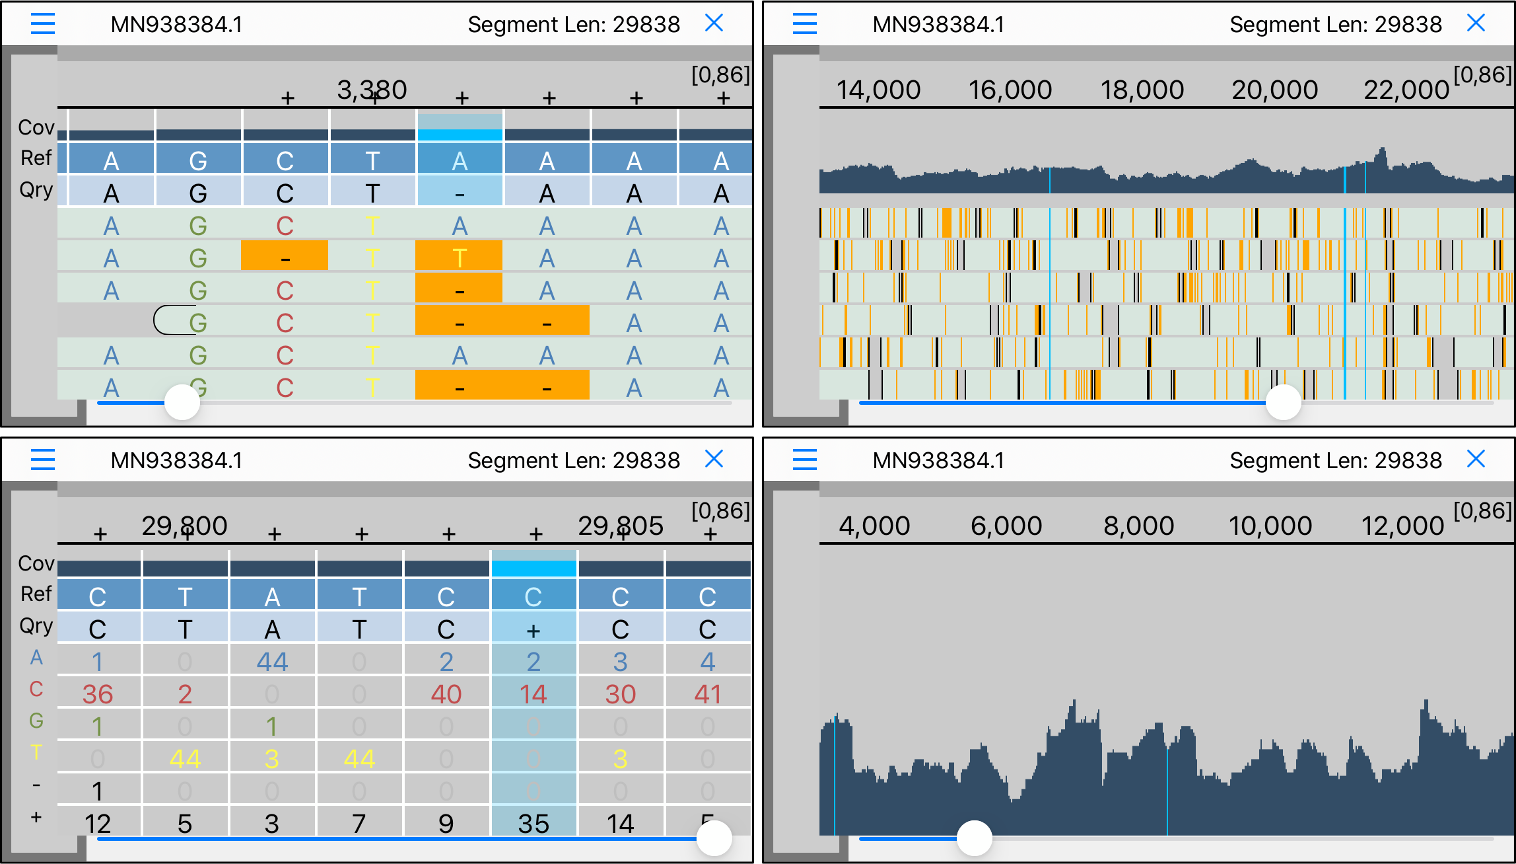 MN938384.1 Segment Len: 29838
[0,86]
3,380
+ + + + + +
Cov
Ref A G C T A A A A
Qry A G C T - A A A
A G C T A A A A
A G - T T A A A
A G C T - A A A
G C T - - A A
A G C T A A A A
A G C T - - A A
MN938384.1 Segment Len: 29838
[0,86]
14,000 16,000 18,000 20,000 22,000
MN938384.1 Segment Len: 29838
[0,86]
29,800 29,805
+ + + + + + + +
Cov
Ref C T A T C C C C
Qry C T A T C + C C
A 1 0 44 0 2 2 3 4
C 36 2 0 0 40 14 30 41
G 1 0 1 0 0 0 0 0
T 0 44 3 44 0 0 3 0
- 1 0 0 0 0 0 0 0
+ 12 5 3 7 9 35 14 5
MN938384.1 Segment Len: 29838
[0,86]
4,000 6,000 8,000 10,000 12,000